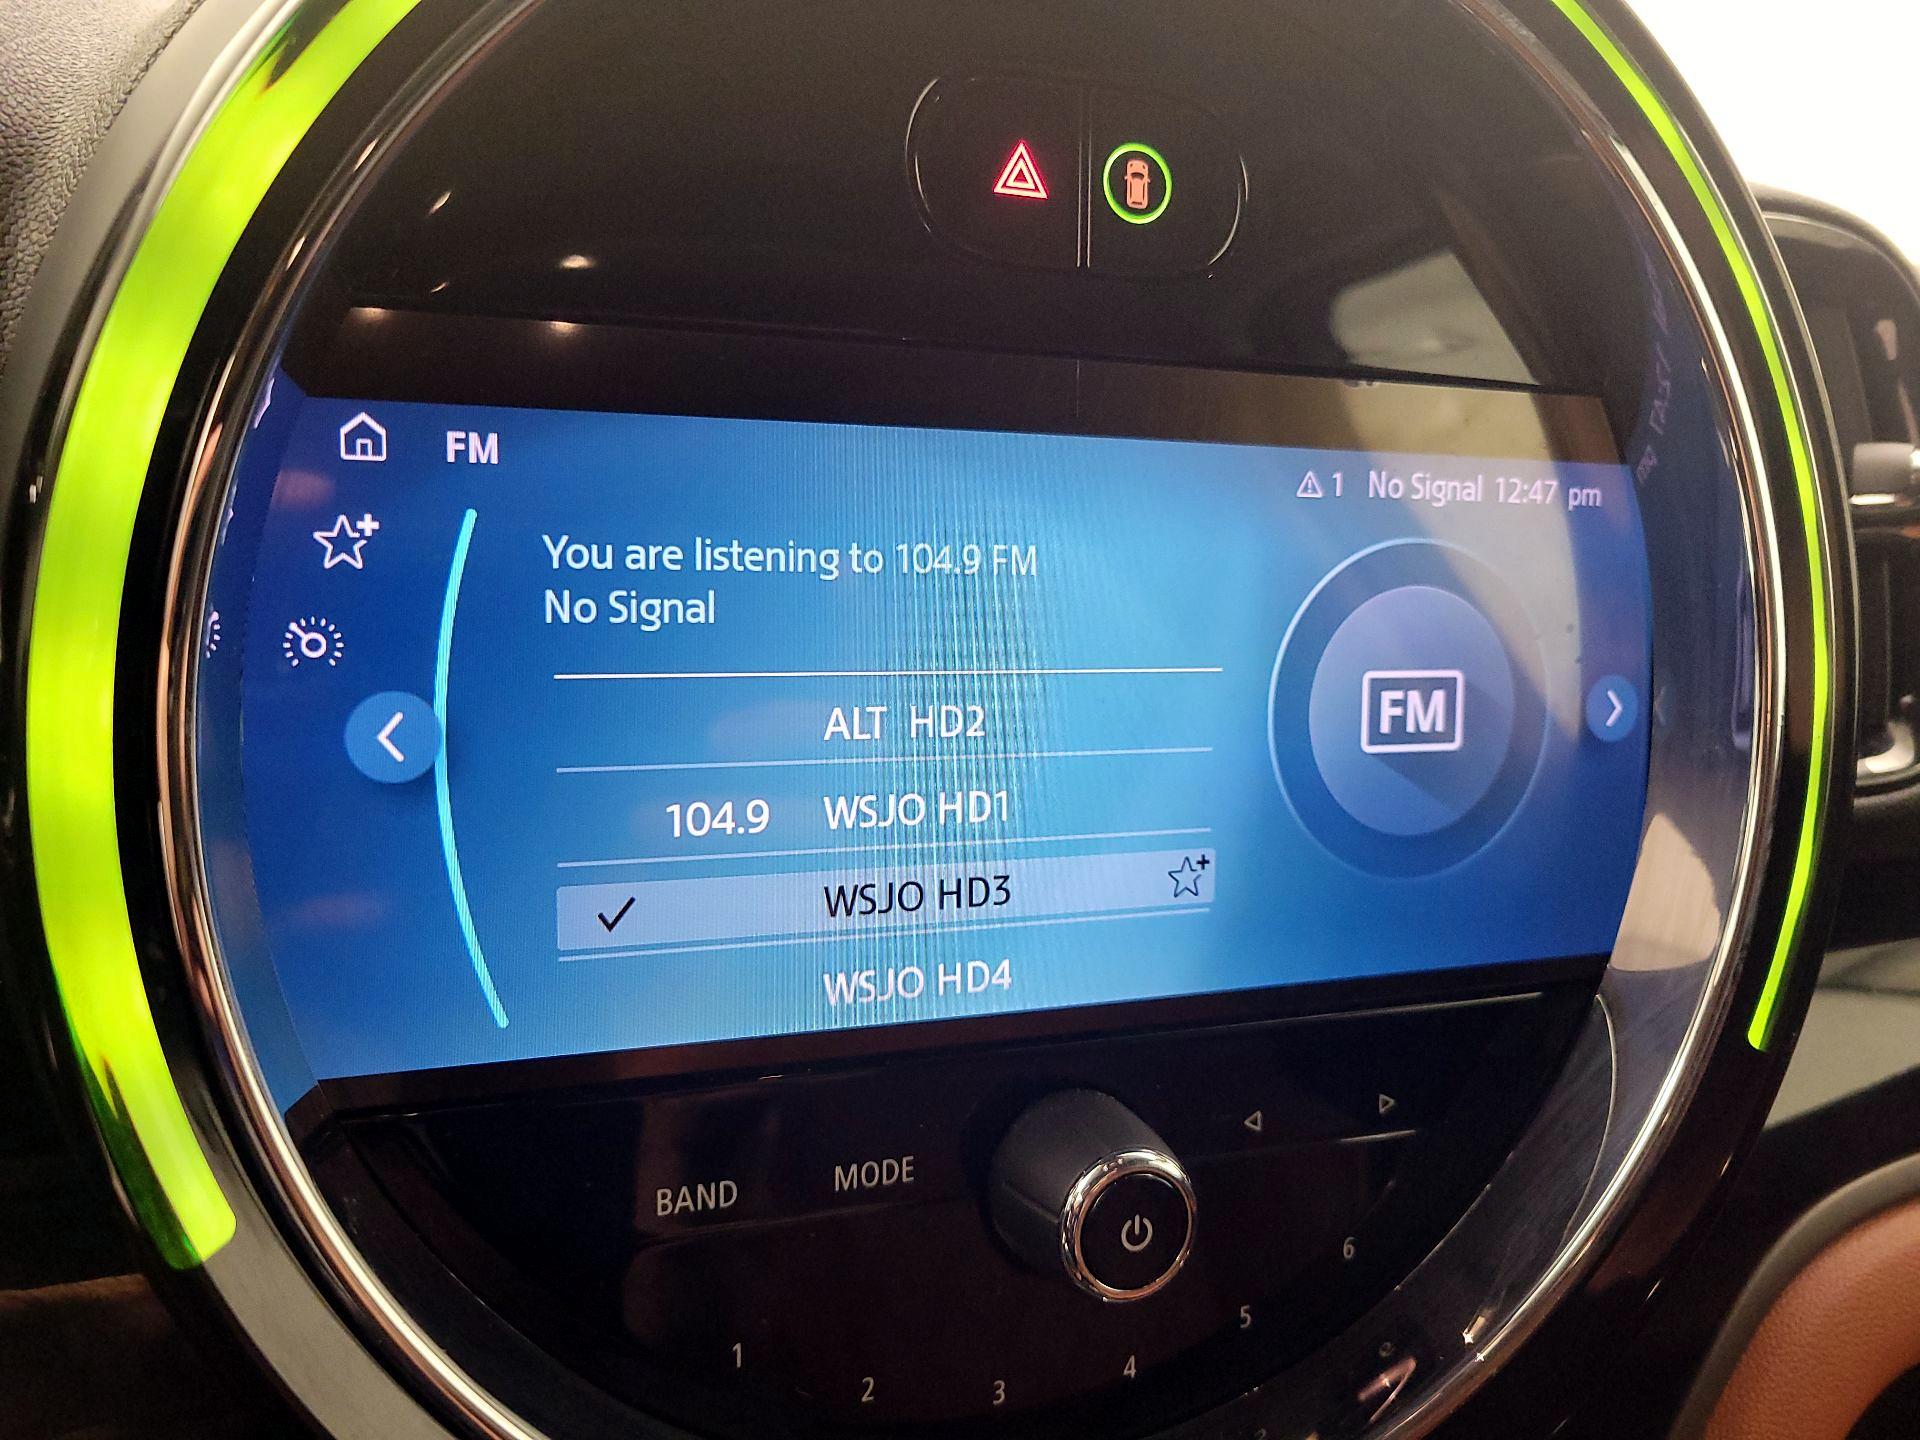 FM
1 No Signal 12:47 pm
You are listening to 104.9 FM
No Signal
ALT HD2
104.9 WSJO HD1
FM
WSJO HD3
WSJO HD4
BAND MODE
1 2 3 4 5 6